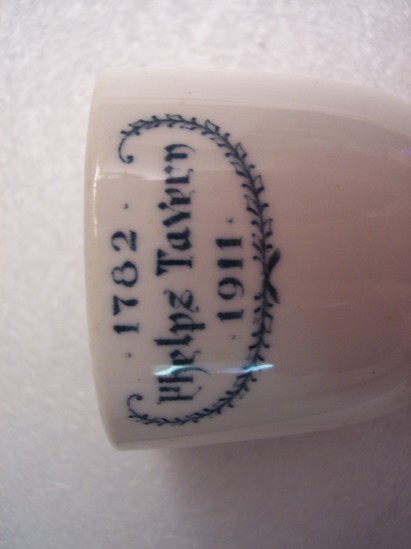 · 1782 ·
Phelps Tavern
· 1911 ·